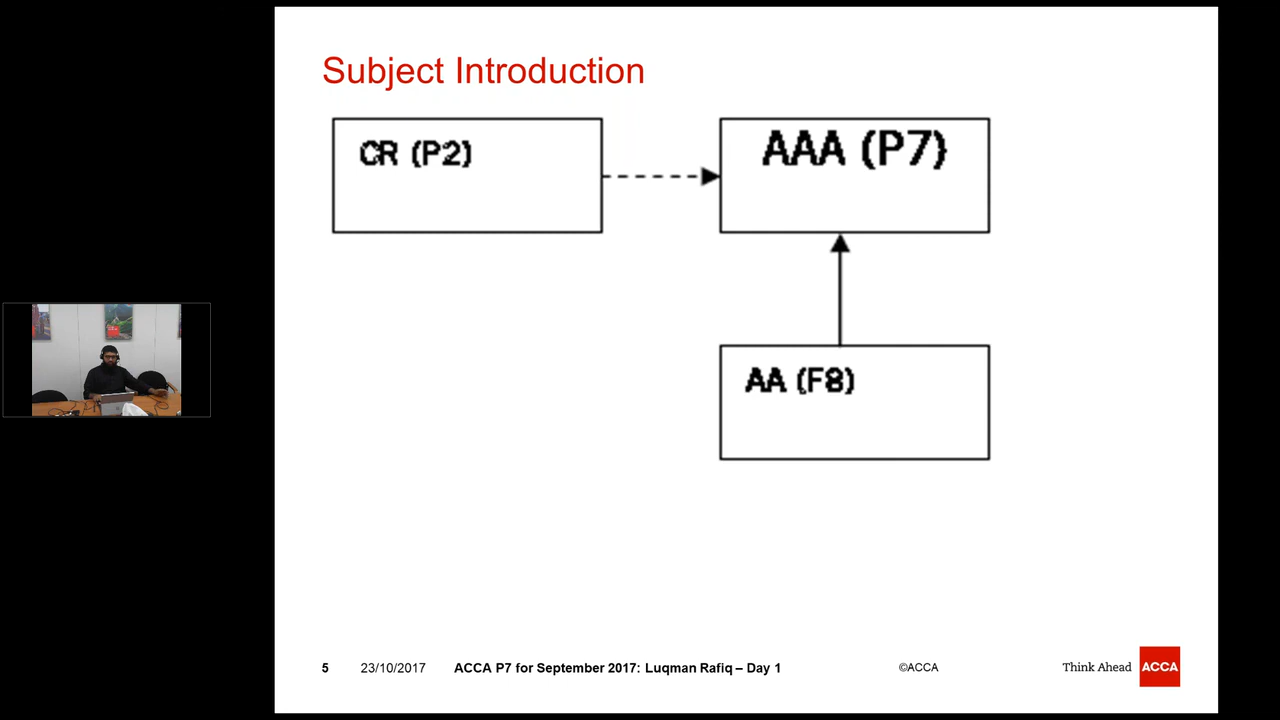 Subject Introduction
CR (P2)
AAA (P7)
AA (F8)
5 23/10/2017 ACCA P7 for September 2017: Luqman Rafiq – Day 1 ©ACCA Think Ahead ACCA